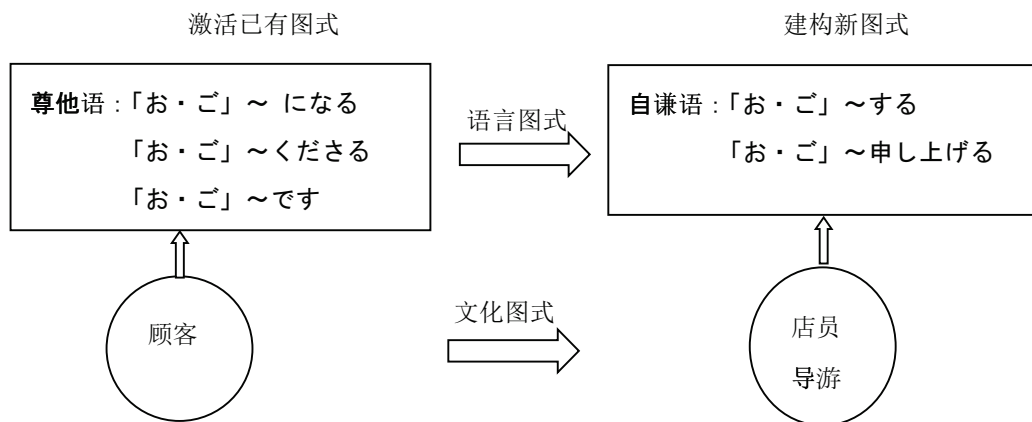 激活已有图式
建构新图式
尊他语：「お・ご」～ になる
「お・ご」～くださる
「お・ご」～です
语言图式
自谦语：「お・ご」～する
「お・ご」～申し上げる
顾客
文化图式
店员
导游